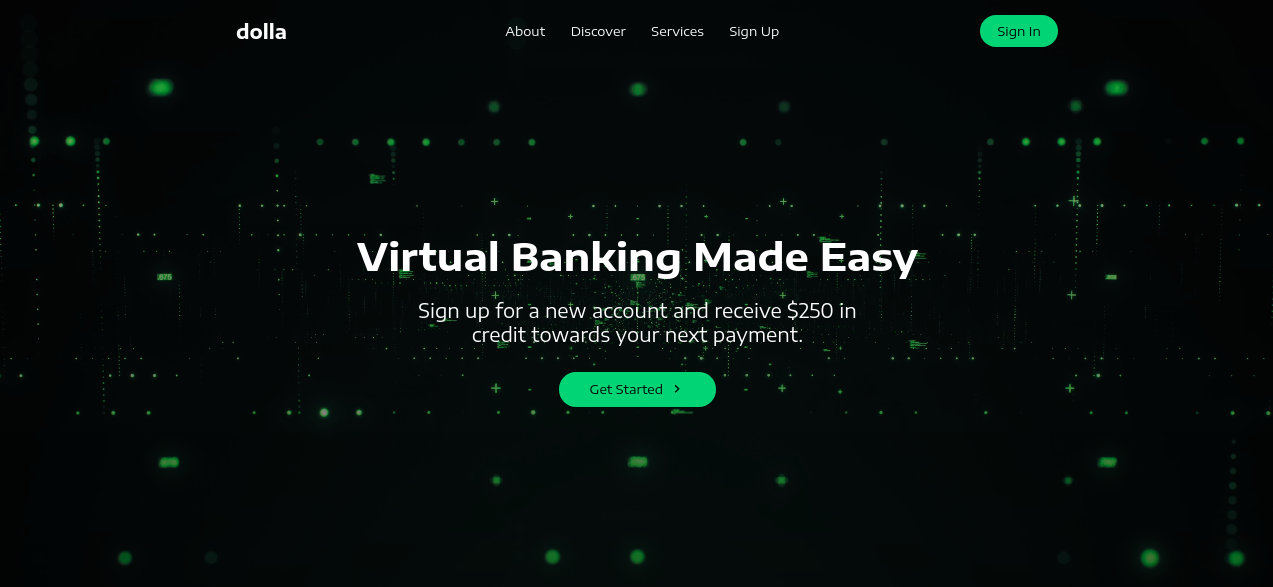 dolla
About Discover Services Sign Up
Sign In
Virtual Banking Made Easy
Sign up for a new account and receive $250 in
credit towards your next payment.
Get Started